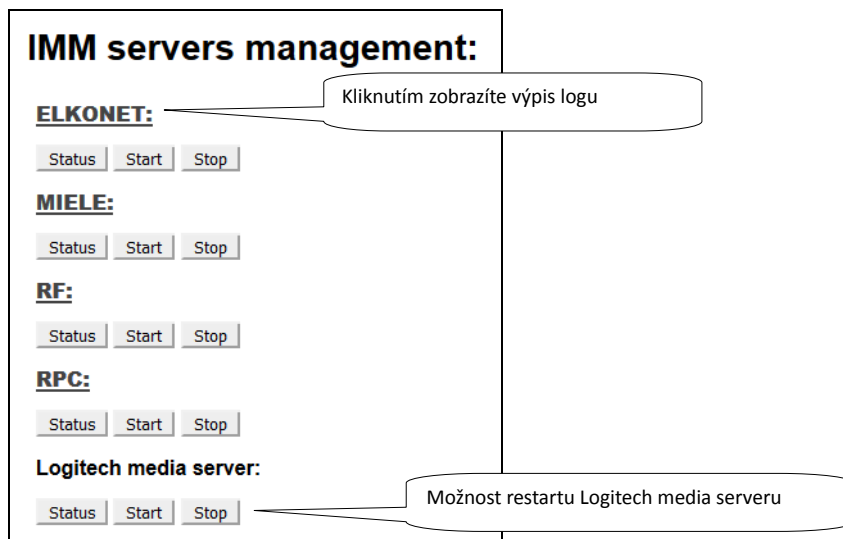 IMM servers management:
Kliknutím zobrazíte výpis logu
ELKONET:
Status Start Stop
MIELE:
Status Start Stop
RF:
Status Start Stop
RPC:
Status Start Stop
Logitech media server:
Možnost restartu Logitech media serveru
Status Start Stop